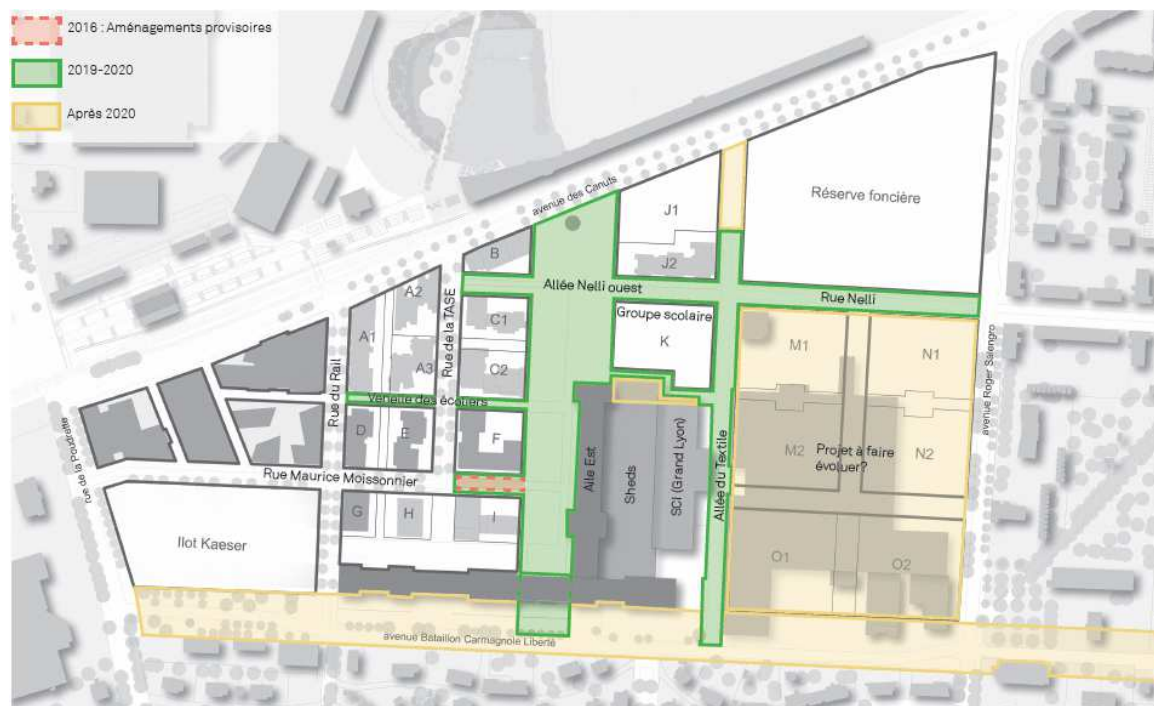 2016 : Aménagements provisoires
2019-2020
Après 2020
avenue des Canuts
Réserve foncière
J1
J2
B
Allée Nelli ouest
Rue Nelli
A2
A1
A3
Rue de la TASE
C1
C2
Groupe scolaire
K
M1
N1
avenue Roger Salengro
Rue du Rail
Venelle des écoliers
rue de la Poudrette
D
E
F
Aile Est
Sheds
SCI (Grand Lyon)
Allée du Textile
M2
Projet à faire
évoluer?
N2
Rue Maurice Moissonnier
G
H
I
Ilot Kaeser
O1
O2
avenue Bataillon Carmagnole Liberté